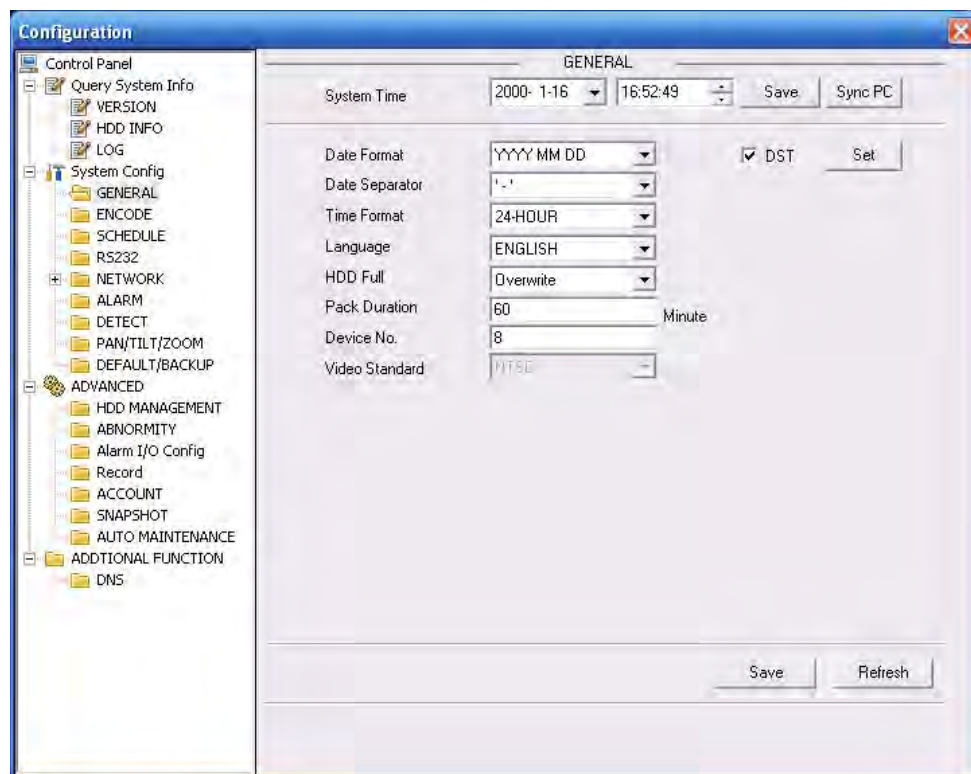 Configuration
Control Panel
Query System Info
VERSION
HDD INFO
LOG
System Config
GENERAL
ENCODE
SCHEDULE
RS232
NETWORK
ALARM
DETECT
PAN/TILT/ZOOM
DEFAULT/BACKUP
ADVANCED
HDD MANAGEMENT
ABNORMITY
Alarm I/O Config
Record
ACCOUNT
SNAPSHOT
AUTO MAINTENANCE
ADDTIONAL FUNCTION
DNS
GENERAL
System Time 2000- 1-16 16:52:49 Save Sync PC
Date Format YYYY MM DD DST Set
Date Separator '-'
Time Format 24-HOUR
Language ENGLISH
HDD Full Overwrite
Pack Duration 60 Minute
Device No. 8
Video Standard NTSC
Save Refresh